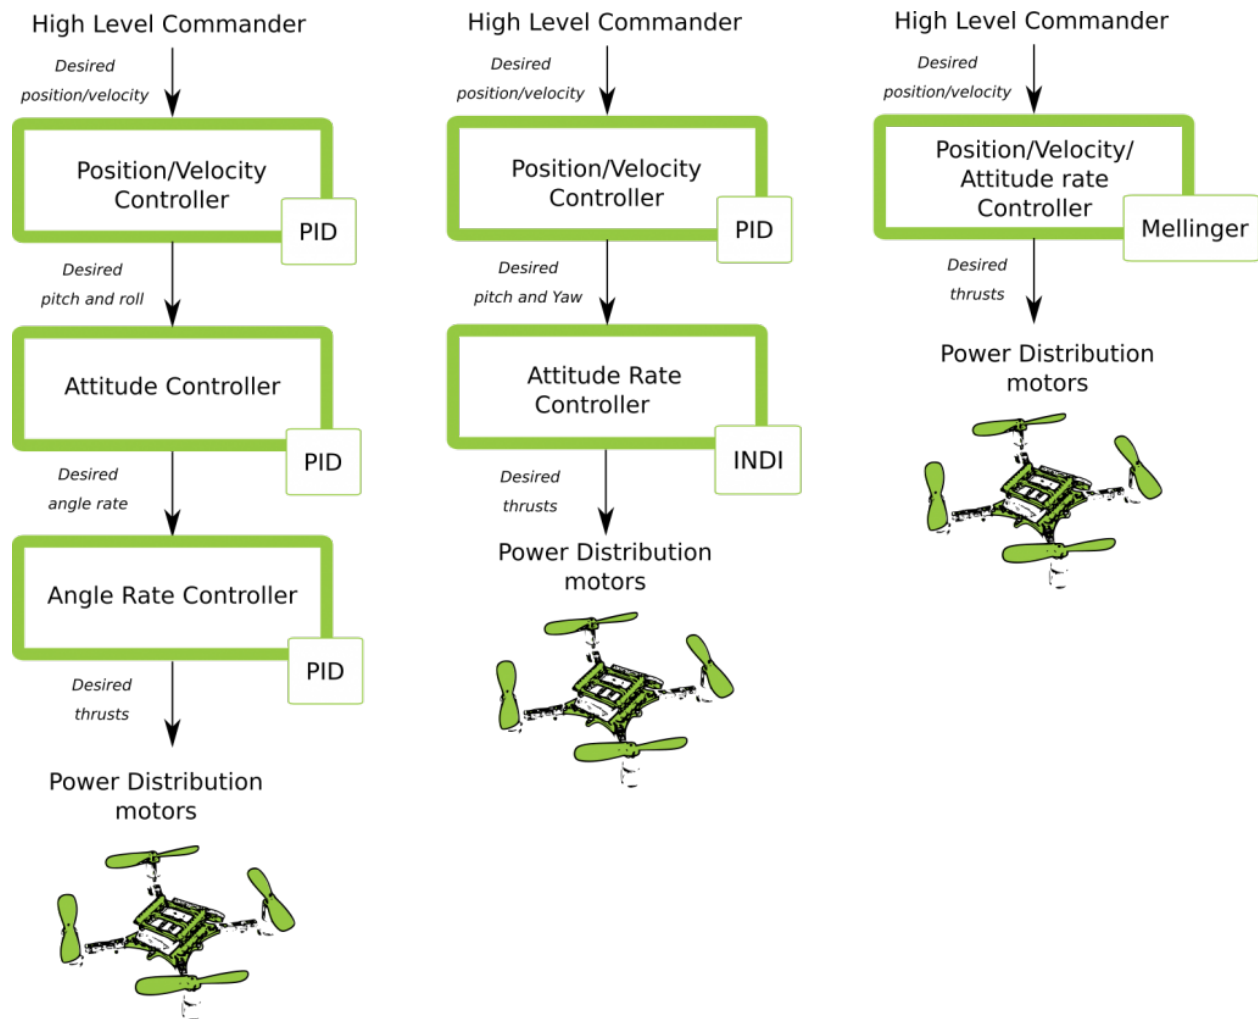 High Level Commander
Desired
position/velocity
Position/Velocity
Controller
PID
Desired
pitch and roll
Attitude Controller
PID
Desired
angle rate
Angle Rate Controller
PID
Desired
thrusts
Power Distribution
motors
High Level Commander
Desired
position/velocity
Position/Velocity
Controller
PID
Desired
pitch and Yaw
Attitude Rate
Controller
INDI
Desired
thrusts
Power Distribution
motors
High Level Commander
Desired
position/velocity
Position/Velocity/
Attitude rate
Controller
Mellinger
Desired
thrusts
Power Distribution
motors